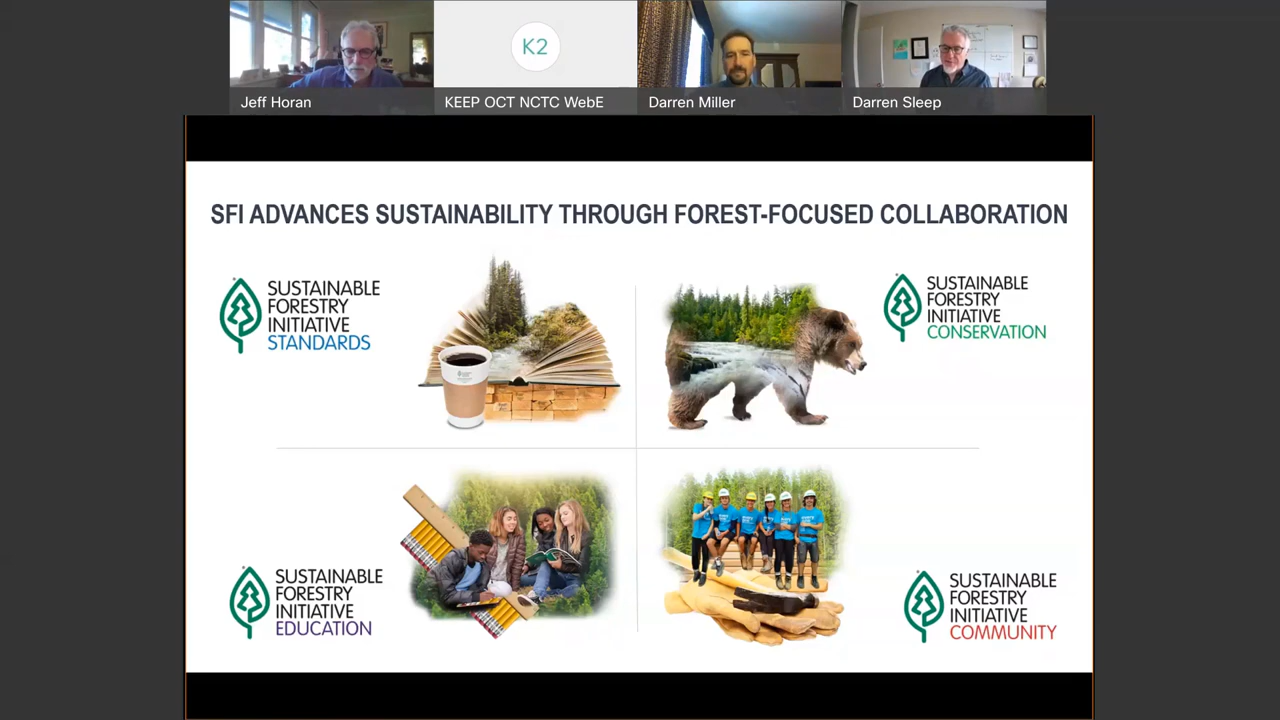 K2
Jeff Horan
KEEP OCT NCTC WebE
Darren Miller
Darren Sleep
SFI ADVANCES SUSTAINABILITY THROUGH FOREST-FOCUSED COLLABORATION
SUSTAINABLE
FORESTRY
INITIATIVE
STANDARDS
SUSTAINABLE
FORESTRY
INITIATIVE
CONSERVATION
SUSTAINABLE
FORESTRY
INITIATIVE
EDUCATION
SUSTAINABLE
FORESTRY
INITIATIVE
COMMUNITY